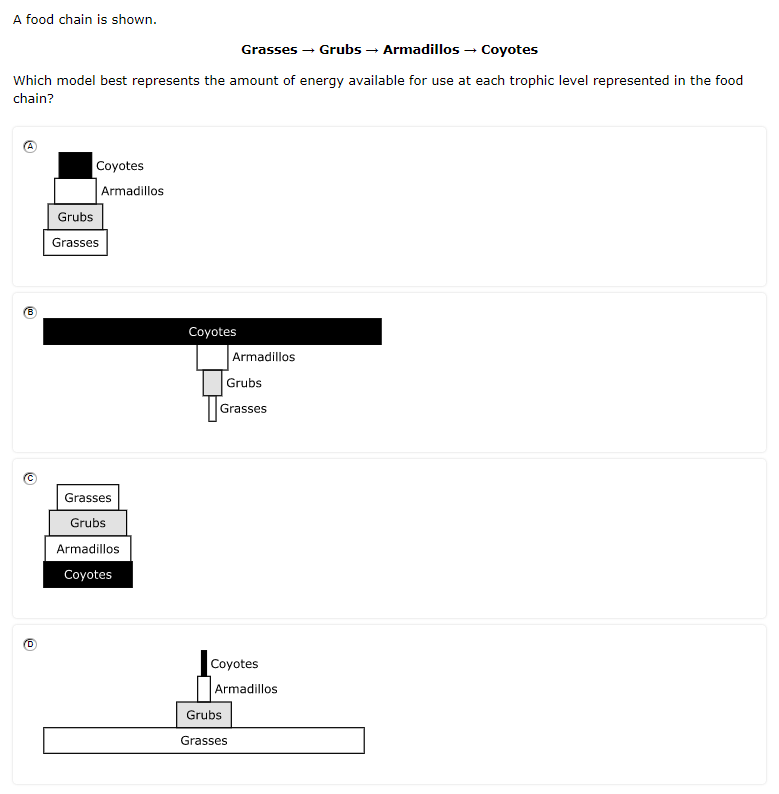 A food chain is shown.
Grasses → Grubs → Armadillos → Coyotes
Which model best represents the amount of energy available for use at each trophic level represented in the food
chain?
A
Coyotes
Armadillos
Grubs
Grasses
B
Coyotes
Armadillos
Grubs
Grasses
C
Grasses
Grubs
Armadillos
Coyotes
D
Coyotes
Armadillos
Grubs
Grasses